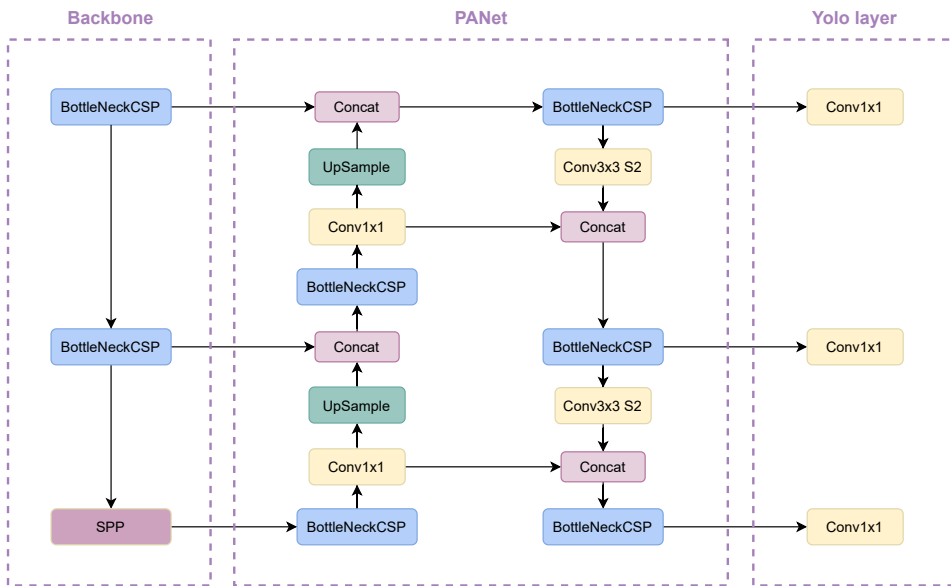 Backbone
PANet
Yolo layer
BottleNeckCSP
Concat
BottleNeckCSP
Conv1x1
UpSample
Conv3x3 S2
Conv1x1
Concat
BottleNeckCSP
BottleNeckCSP
Concat
BottleNeckCSP
Conv1x1
UpSample
Conv3x3 S2
Conv1x1
Concat
SPP
BottleNeckCSP
BottleNeckCSP
Conv1x1